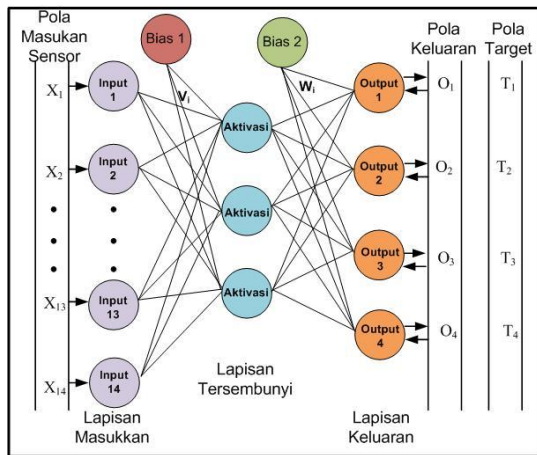 Pola
Masukan
Sensor
Bias 1
Bias 2
Pola
Keluaran
Pola
Target
X1
Input
1
Vi
Wi
Aktivasi
Output
1
O1
T1
X2
Input
2
Aktivasi
Output
2
O2
T2
X13
Input
13
Aktivasi
Output
3
O3
T3
X14
Input
14
Output
4
O4
T4
Lapisan
Masukkan
Lapisan
Tersembunyi
Lapisan
Keluaran